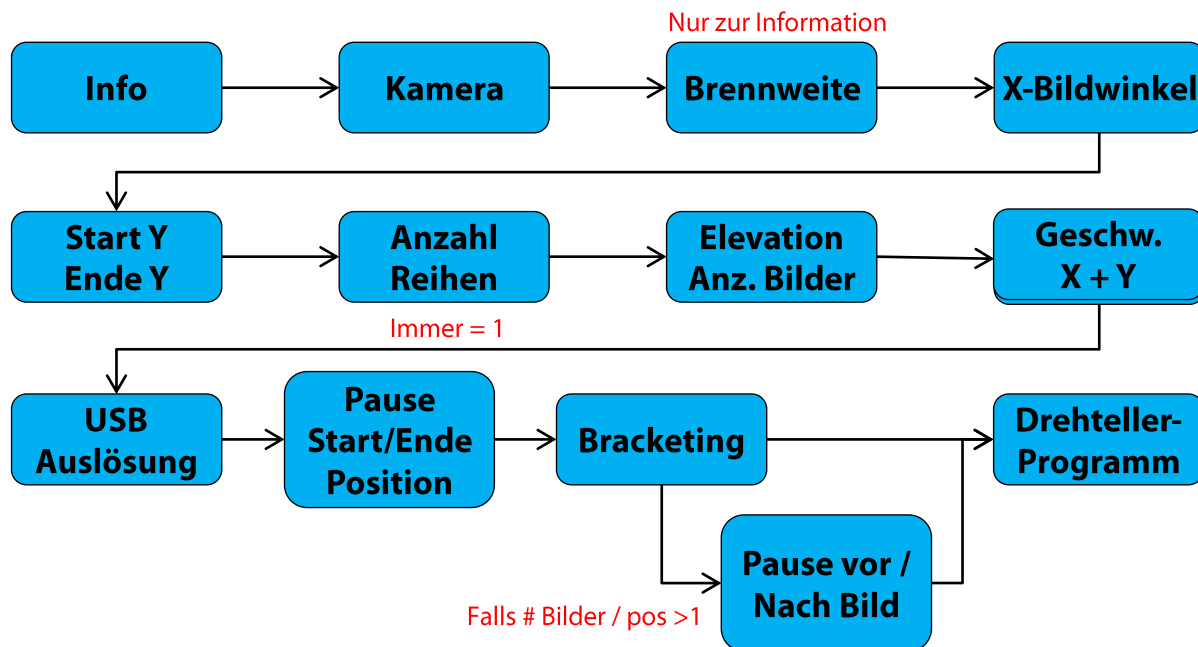 Nur zur Information
Info
Kamera
Brennweite
X-Bildwinkel
Start Y
Ende Y
Anzahl
Reihen
Elevation
Anz. Bilder
Geschw.
X + Y
Immer = 1
USB
Auslösung
Pause
Start/Ende
Position
Bracketing
Drehteller-
Programm
Pause vor /
Nach Bild
Falls # Bilder / pos >1